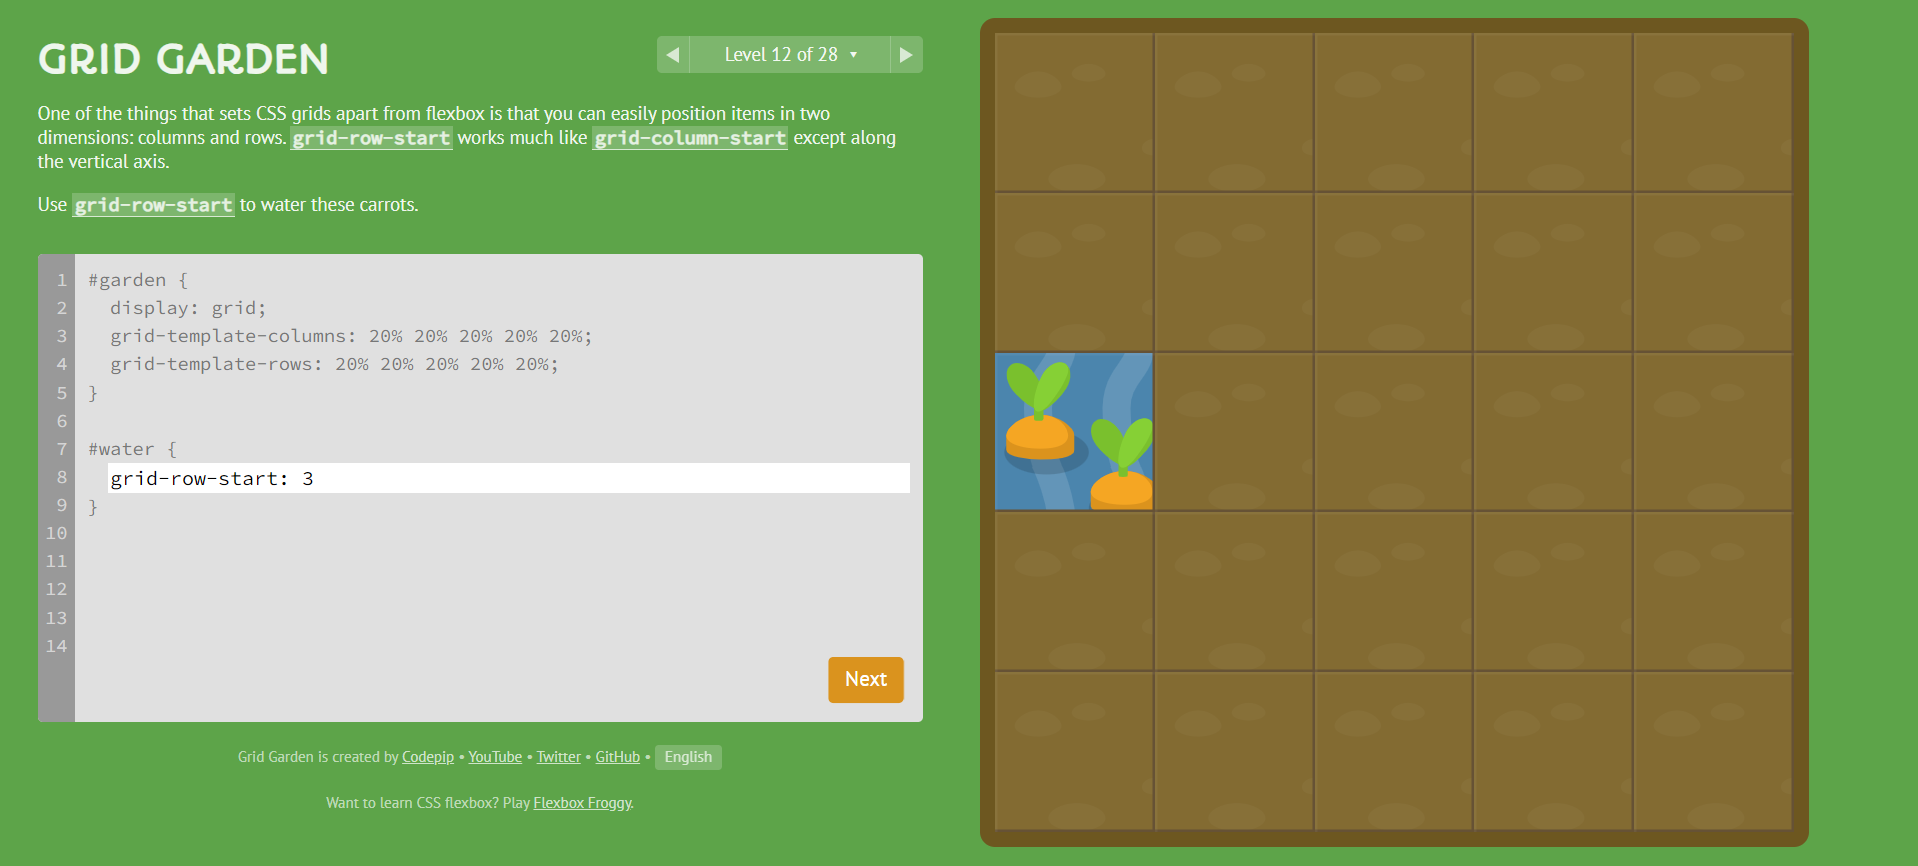 GRID GARDEN
◀ Level 12 of 28 ▾ ▶
One of the things that sets CSS grids apart from flexbox is that you can easily position items in two
dimensions: columns and rows. grid-row-start works much like grid-column-start except along
the vertical axis.
Use grid-row-start to water these carrots.
1 #garden {
2 display: grid;
3 grid-template-columns: 20% 20% 20% 20% 20%;
4 grid-template-rows: 20% 20% 20% 20% 20%;
5 }
6
7 #water {
8 grid-row-start: 3
9 }
10
11
12
13
14
Next
Grid Garden is created by Codepip • YouTube • Twitter • GitHub • English
Want to learn CSS flexbox? Play Flexbox Froggy.